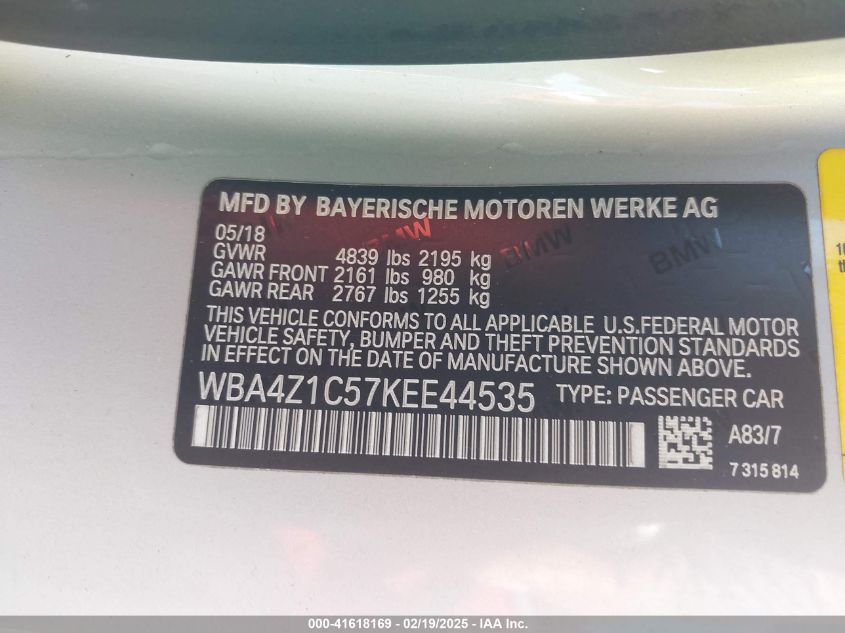 MFD BY BAYERISCHE MOTOREN WERKE AG
05/18
GVWR 4839 lbs 2195 kg
GAWR FRONT 2161 lbs 980 kg
GAWR REAR 2767 lbs 1255 kg
THIS VEHICLE CONFORMS TO ALL APPLICABLE U.S.FEDERAL MOTOR
VEHICLE SAFETY, BUMPER AND THEFT PREVENTION STANDARDS
IN EFFECT ON THE DATE OF MANUFACTURE SHOWN ABOVE.
WBA4Z1C57KEE44535 TYPE: PASSENGER CAR
A83/7
7 315 814
BMW BMW BMW
000-41618169 - 02/19/2025 - IAA Inc.